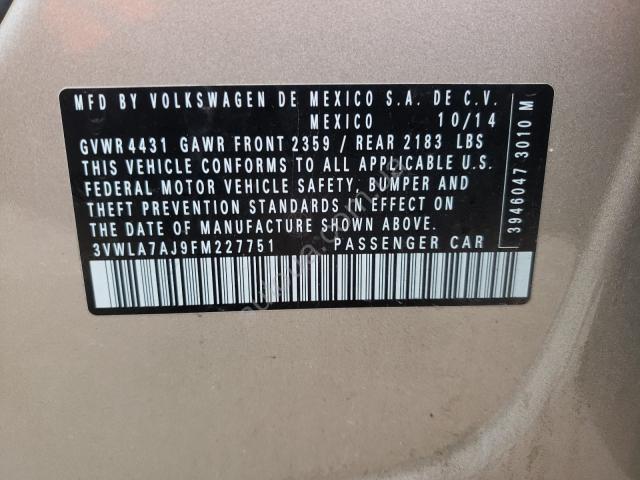 MFD BY VOLKSWAGEN DE MEXICO S.A. DE C.V.
MEXICO 10/14
GVWR 4431 GAWR FRONT 2359 / REAR 2183 LBS
THIS VEHICLE CONFORMS TO ALL APPLICABLE U.S.
FEDERAL MOTOR VEHICLE SAFETY, BUMPER AND
THEFT PREVENTION STANDARDS IN EFFECT ON
THE DATE OF MANUFACTURE SHOWN ABOVE.
3VWLA7AJ9FM227751 PASSENGER CAR
3946047 3010 M